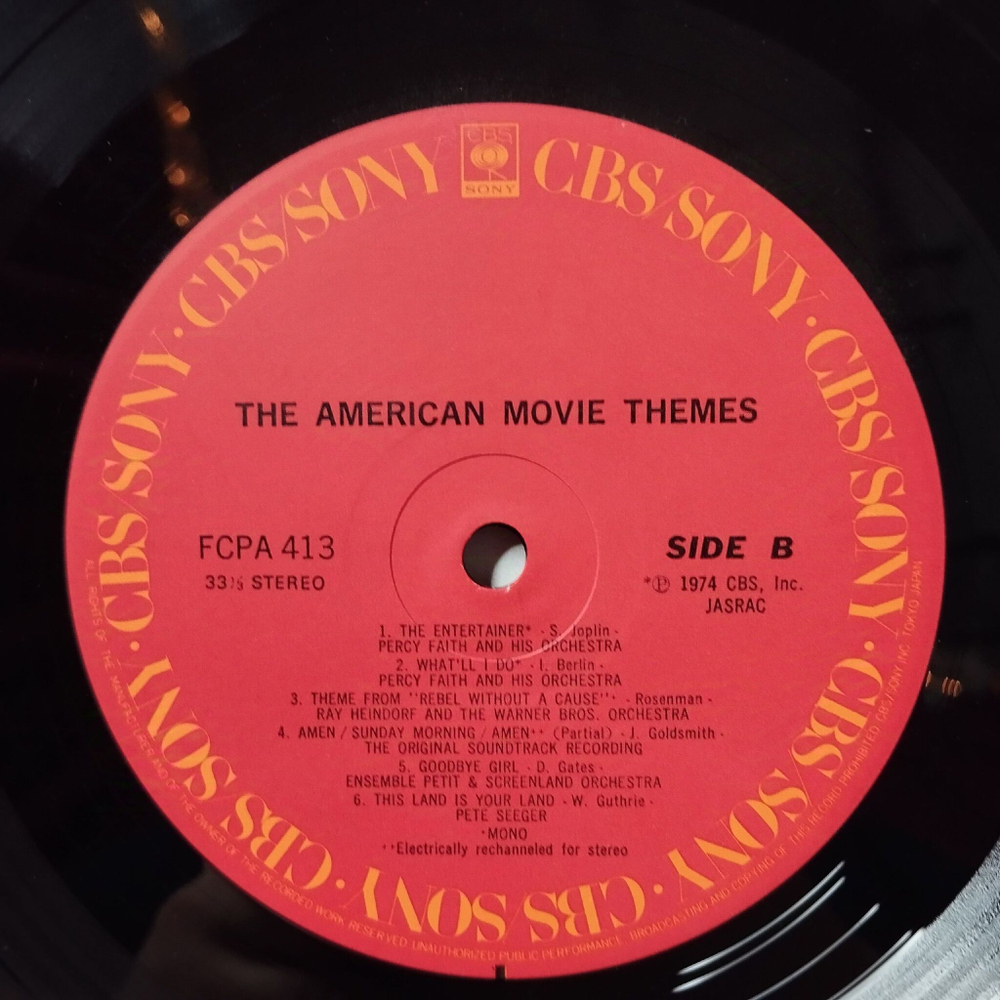 CBS
SONY
CBS/SONY · CBS/SONY · CBS/SONY · CBS/SONY · CBS/SONY · CBS/SONY · CBS/SONY · CBS/SONY
THE AMERICAN MOVIE THEMES
FCPA 413
33⅓ STEREO
SIDE B
*℗ 1974 CBS, Inc.
JASRAC
1. THE ENTERTAINER* - S. Joplin -
PERCY FAITH AND HIS ORCHESTRA
2. WHAT'LL I DO* - I. Berlin -
PERCY FAITH AND HIS ORCHESTRA
3. THEME FROM "REBEL WITHOUT A CAUSE"** - Rosenman -
RAY HEINDORF AND THE WARNER BROS. ORCHESTRA
4. AMEN / SUNDAY MORNING / AMEN** (Partial) - J. Goldsmith -
THE ORIGINAL SOUNDTRACK RECORDING
5. GOODBYE GIRL - D. Gates -
ENSEMBLE PETIT & SCREENLAND ORCHESTRA
6. THIS LAND IS YOUR LAND - W. Guthrie -
PETE SEEGER
*MONO
**Electrically rechanneled for stereo
ALL RIGHTS OF THE MANUFACTURER AND OF THE OWNER OF THE RECORDED WORK RESERVED. UNAUTHORIZED PUBLIC PERFORMANCE, BROADCASTING AND COPYING OF THIS RECORD PROHIBITED CBS/SONY INC. TOKYO JAPAN